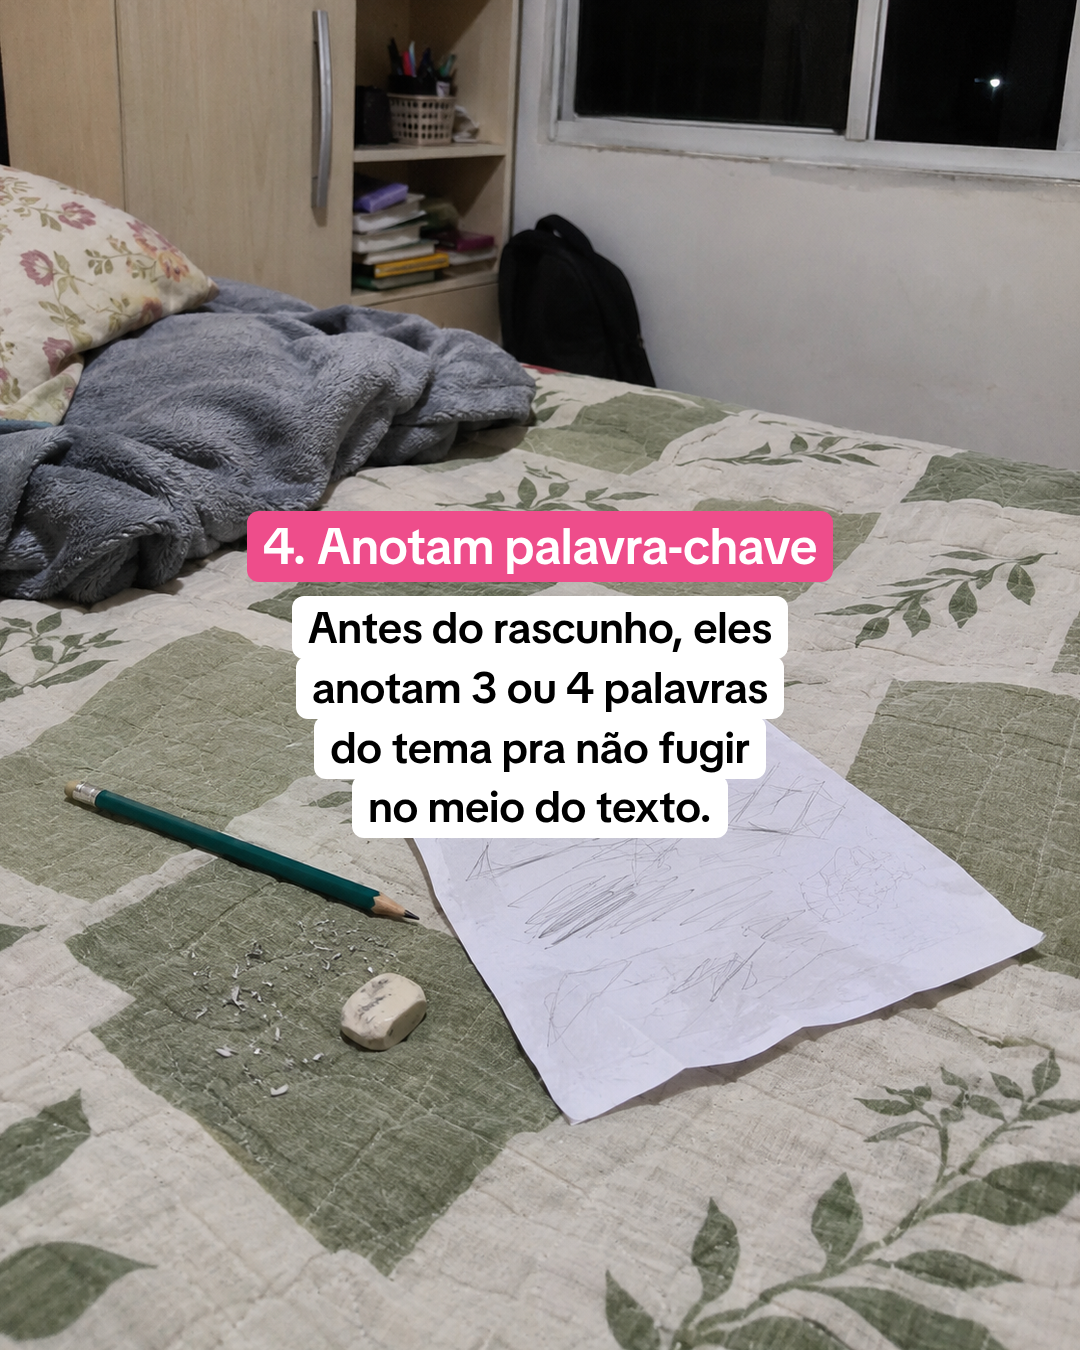 4. Anotam palavra-chave
Antes do rascunho, eles
anotam 3 ou 4 palavras
do tema pra não fugir
no meio do texto.